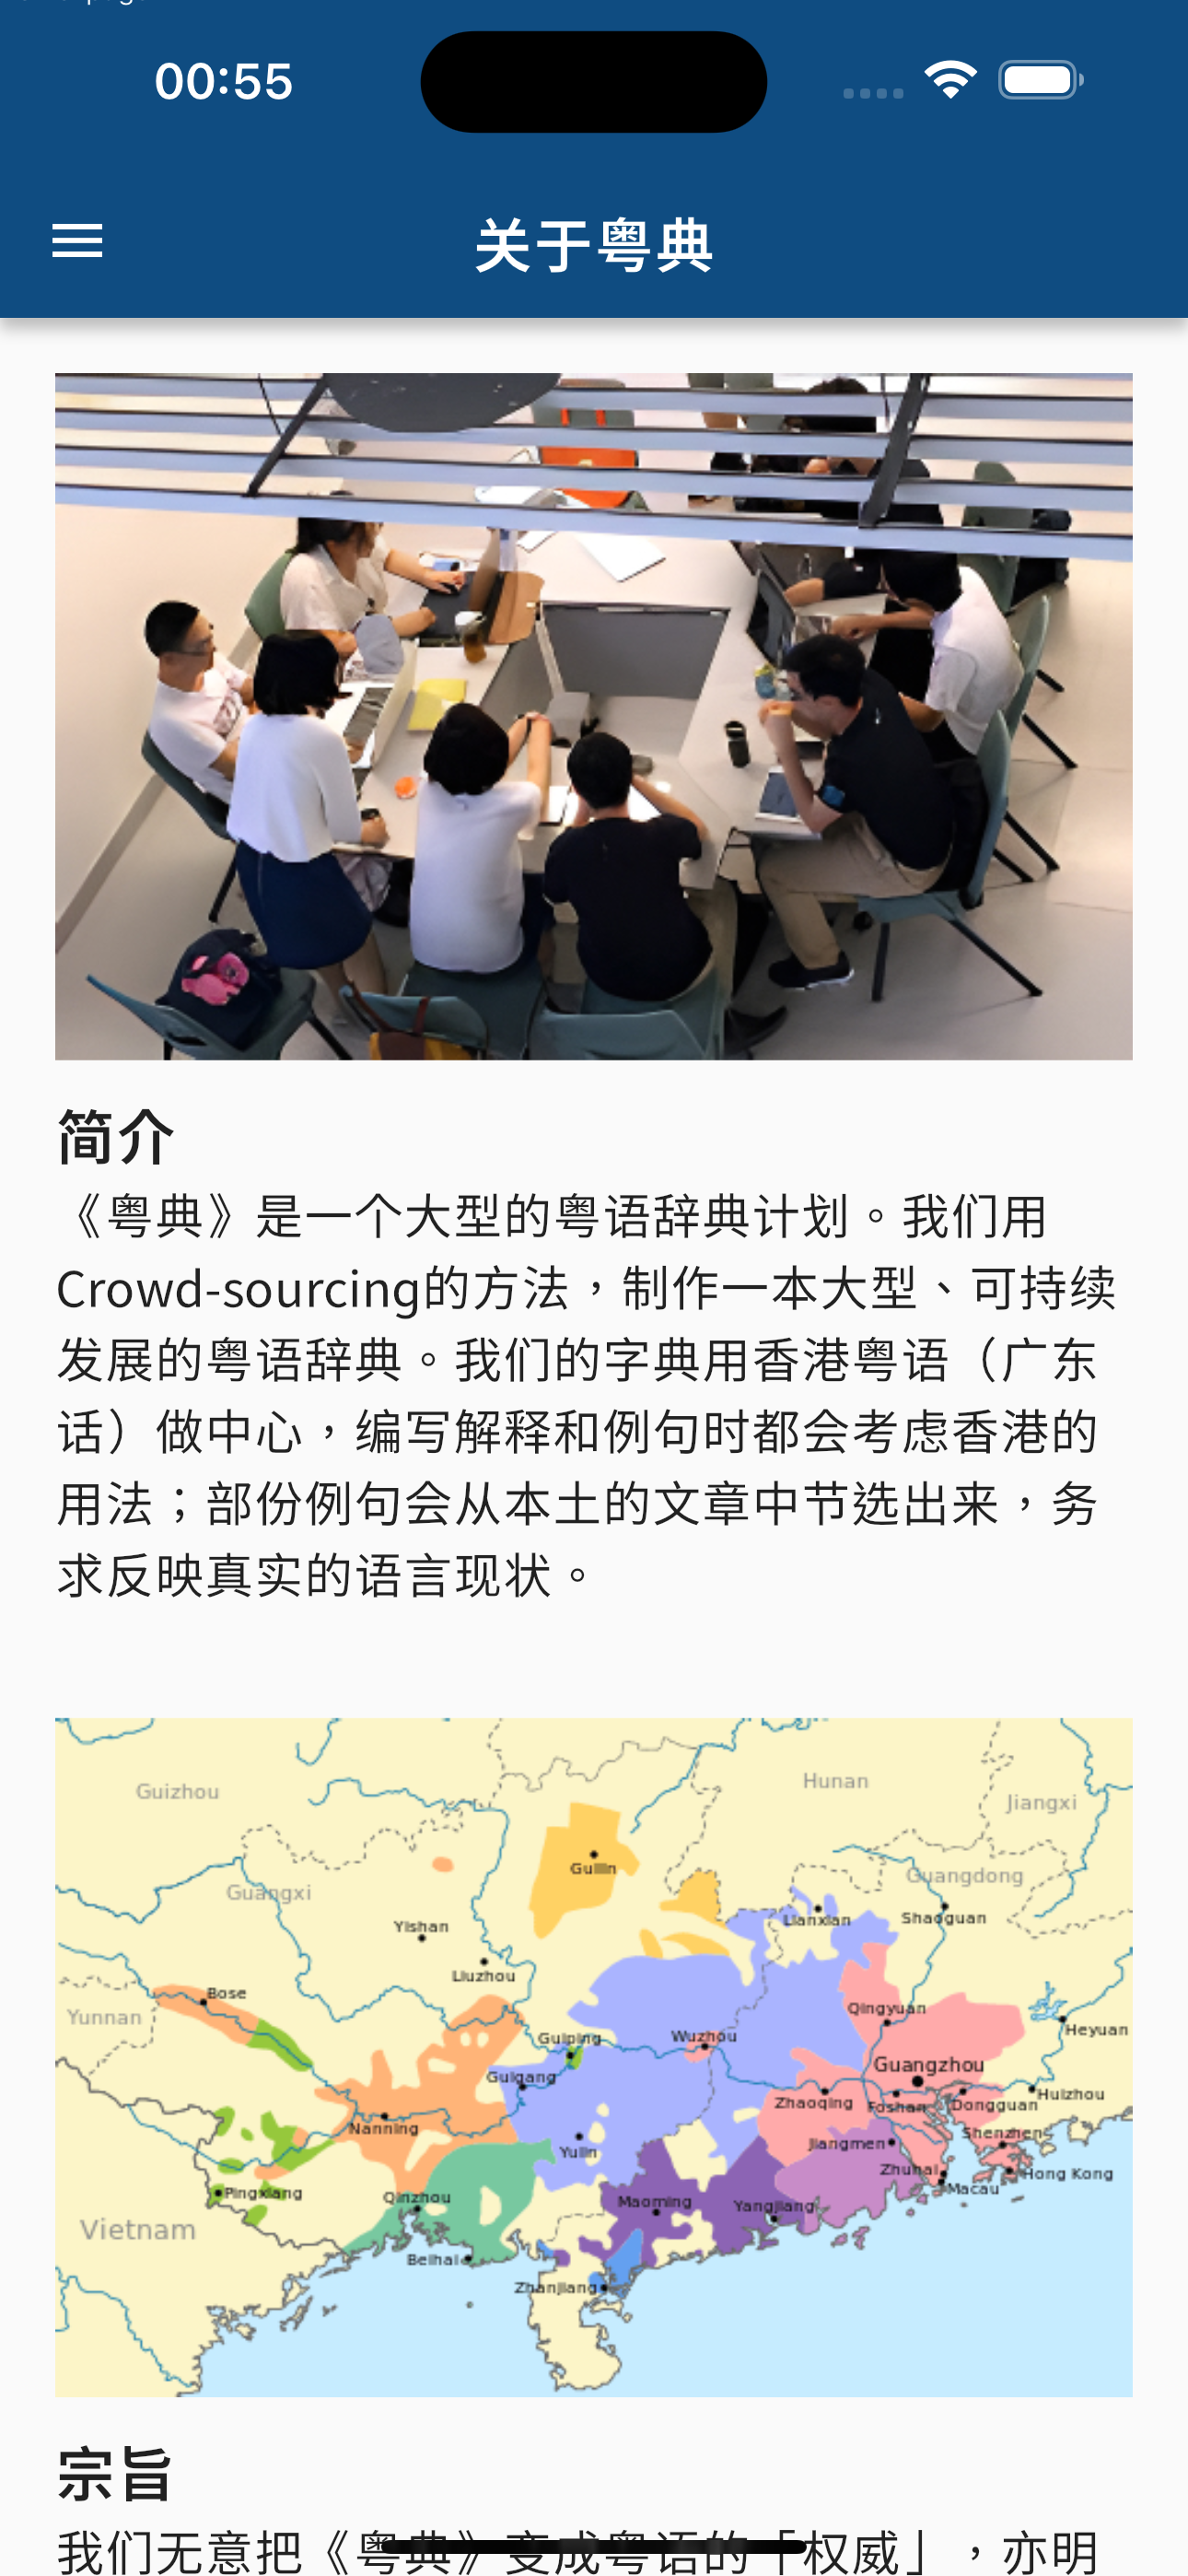 00:55
关于粤典
简介
《粤典》是一个大型的粤语辞典计划。我们用
Crowd-sourcing的方法，制作一本大型、可持续
发展的粤语辞典。我们的字典用香港粤语（广东
话）做中心，编写解释和例句时都会考虑香港的
用法；部份例句会从本土的文章中节选出来，务
求反映真实的语言现状。
Guizhou
Hunan
Jiangxi
Guilin
Guangdong
Guangxi
Lianxian
Shaoguan
Yishan
Liuzhou
Bose
Yunnan
Qingyuan
Heyuan
Guiping
Wuzhou
Guangzhou
Guigang
Huizhou
Zhaoqing
Foshan
Dongguan
Nanning
Shenzhen
Jiangmen
Yulin
Zhuhai
Hong Kong
Macau
Pingxiang
Qinzhou
Maoming
Yangjiang
Vietnam
Beihai
Zhanjiang
宗旨
我们无意把《粤典》变成粤语的「权威」，亦明